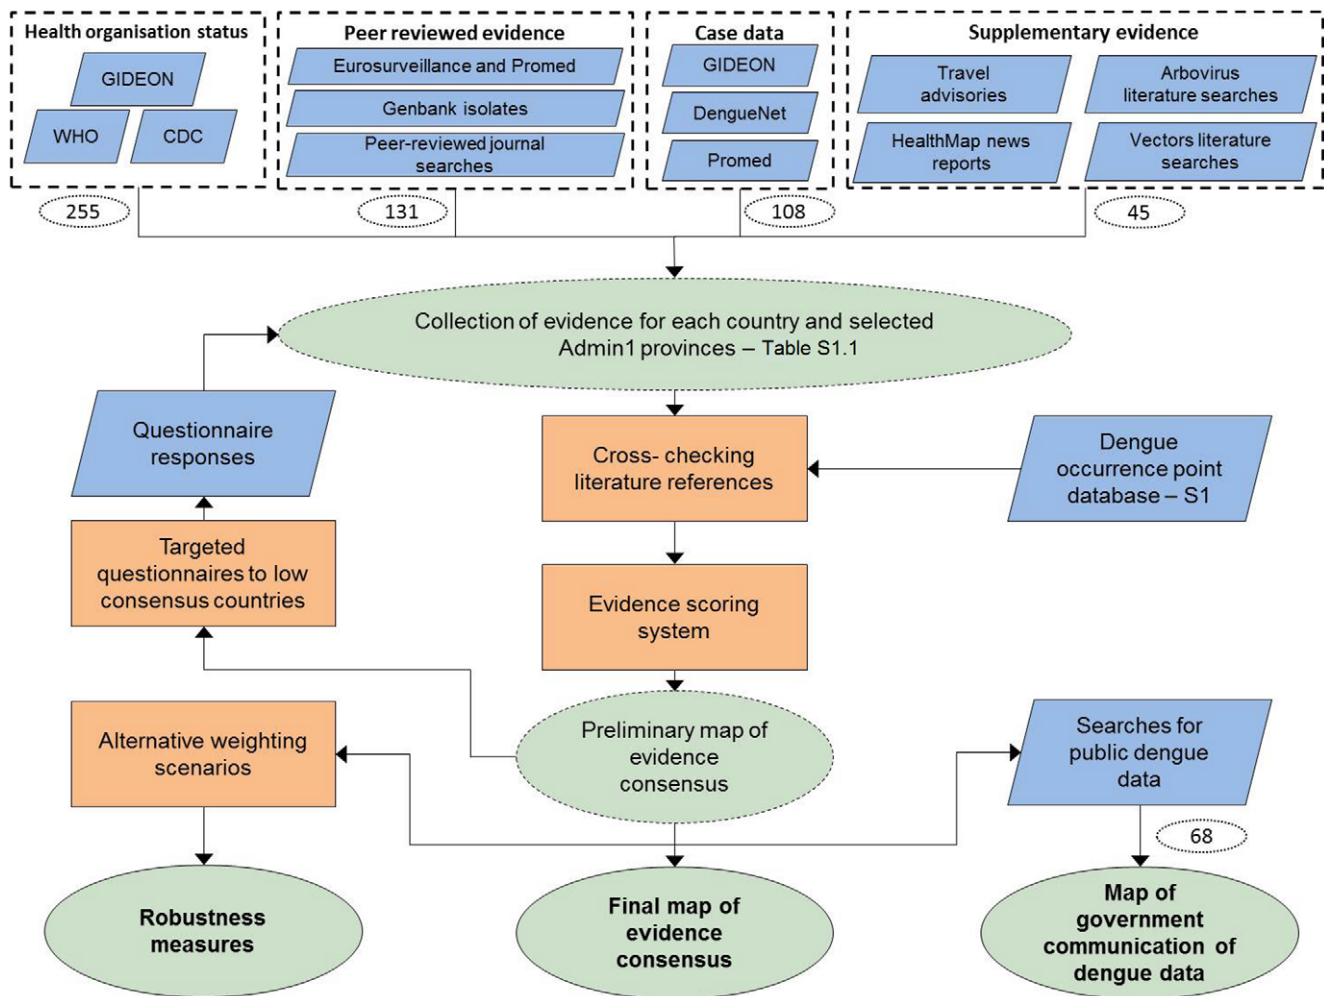 Health organisation status
GIDEON
WHO
CDC
Peer reviewed evidence
Eurosurveillance and Promed
Genbank isolates
Peer-reviewed journal
searches
Case data
GIDEON
DengueNet
Promed
Supplementary evidence
Travel
advisories
Arbovirus
literature searches
HealthMap news
reports
Vectors literature
searches
255
131
108
45
Collection of evidence for each country and selected
Admin1 provinces – Table S1.1
Questionnaire
responses
Cross- checking
literature references
Dengue
occurrence point
database – S1
Targeted
questionnaires to low
consensus countries
Evidence scoring
system
Alternative weighting
scenarios
Preliminary map of
evidence
consensus
Searches for
public dengue
data
68
Robustness
measures
Final map of
evidence
consensus
Map of
government
communication of
dengue data